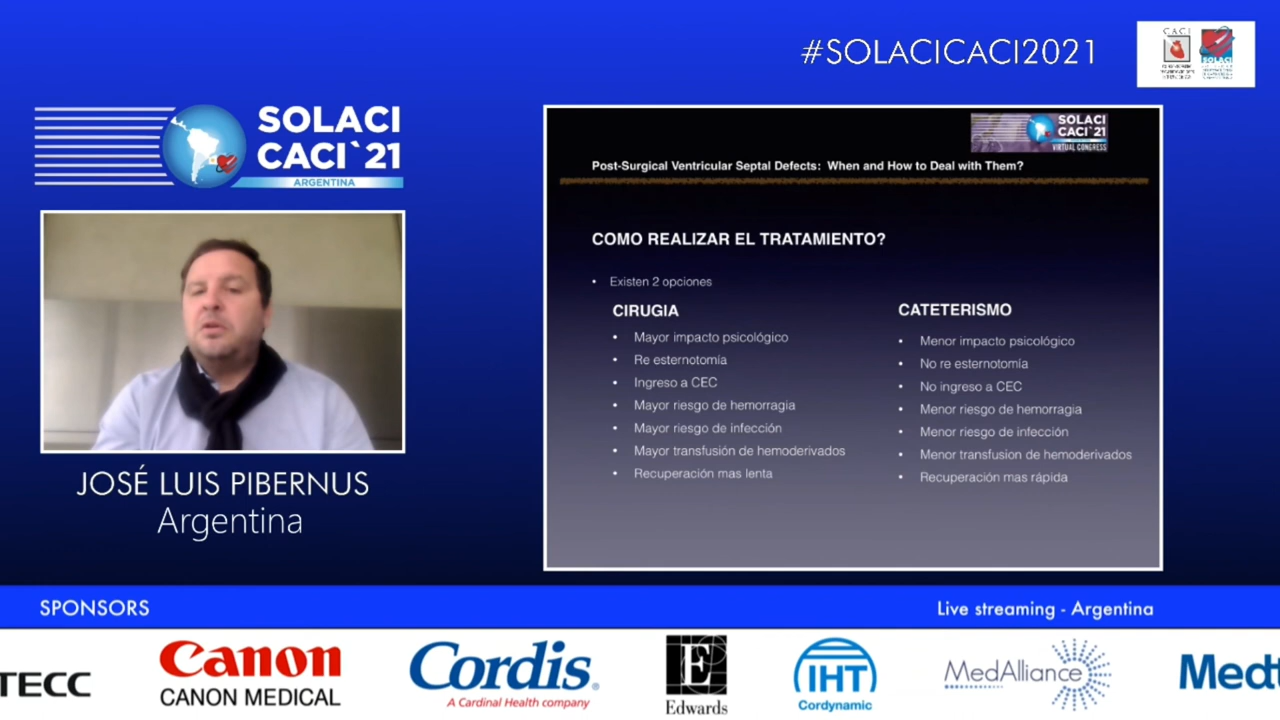 #SOLACICACI2021
CACI
SOLACI
SOLACI
CACI`21
ARGENTINA
SOLACI
CACI`21
VIRTUAL CONGRESS
Post-Surgical Ventricular Septal Defects: When and How to Deal with Them?
COMO REALIZAR EL TRATAMIENTO?
• Existen 2 opciones
CIRUGIA
• Mayor impacto psicológico
• Re esternotomía
• Ingreso a CEC
• Mayor riesgo de hemorragia
• Mayor riesgo de infección
• Mayor transfusión de hemoderivados
• Recuperación mas lenta
CATETERISMO
• Menor impacto psicológico
• No re esternotomía
• No ingreso a CEC
• Menor riesgo de hemorragia
• Menor riesgo de infección
• Menor transfusion de hemoderivados
• Recuperación mas rápida
JOSÉ LUIS PIBERNUS
Argentina
SPONSORS
Live streaming - Argentina
TECC
Canon
CANON MEDICAL
Cordis®
A Cardinal Health company
E
Edwards
IHT
Cordynamic
MedAlliance
Medt